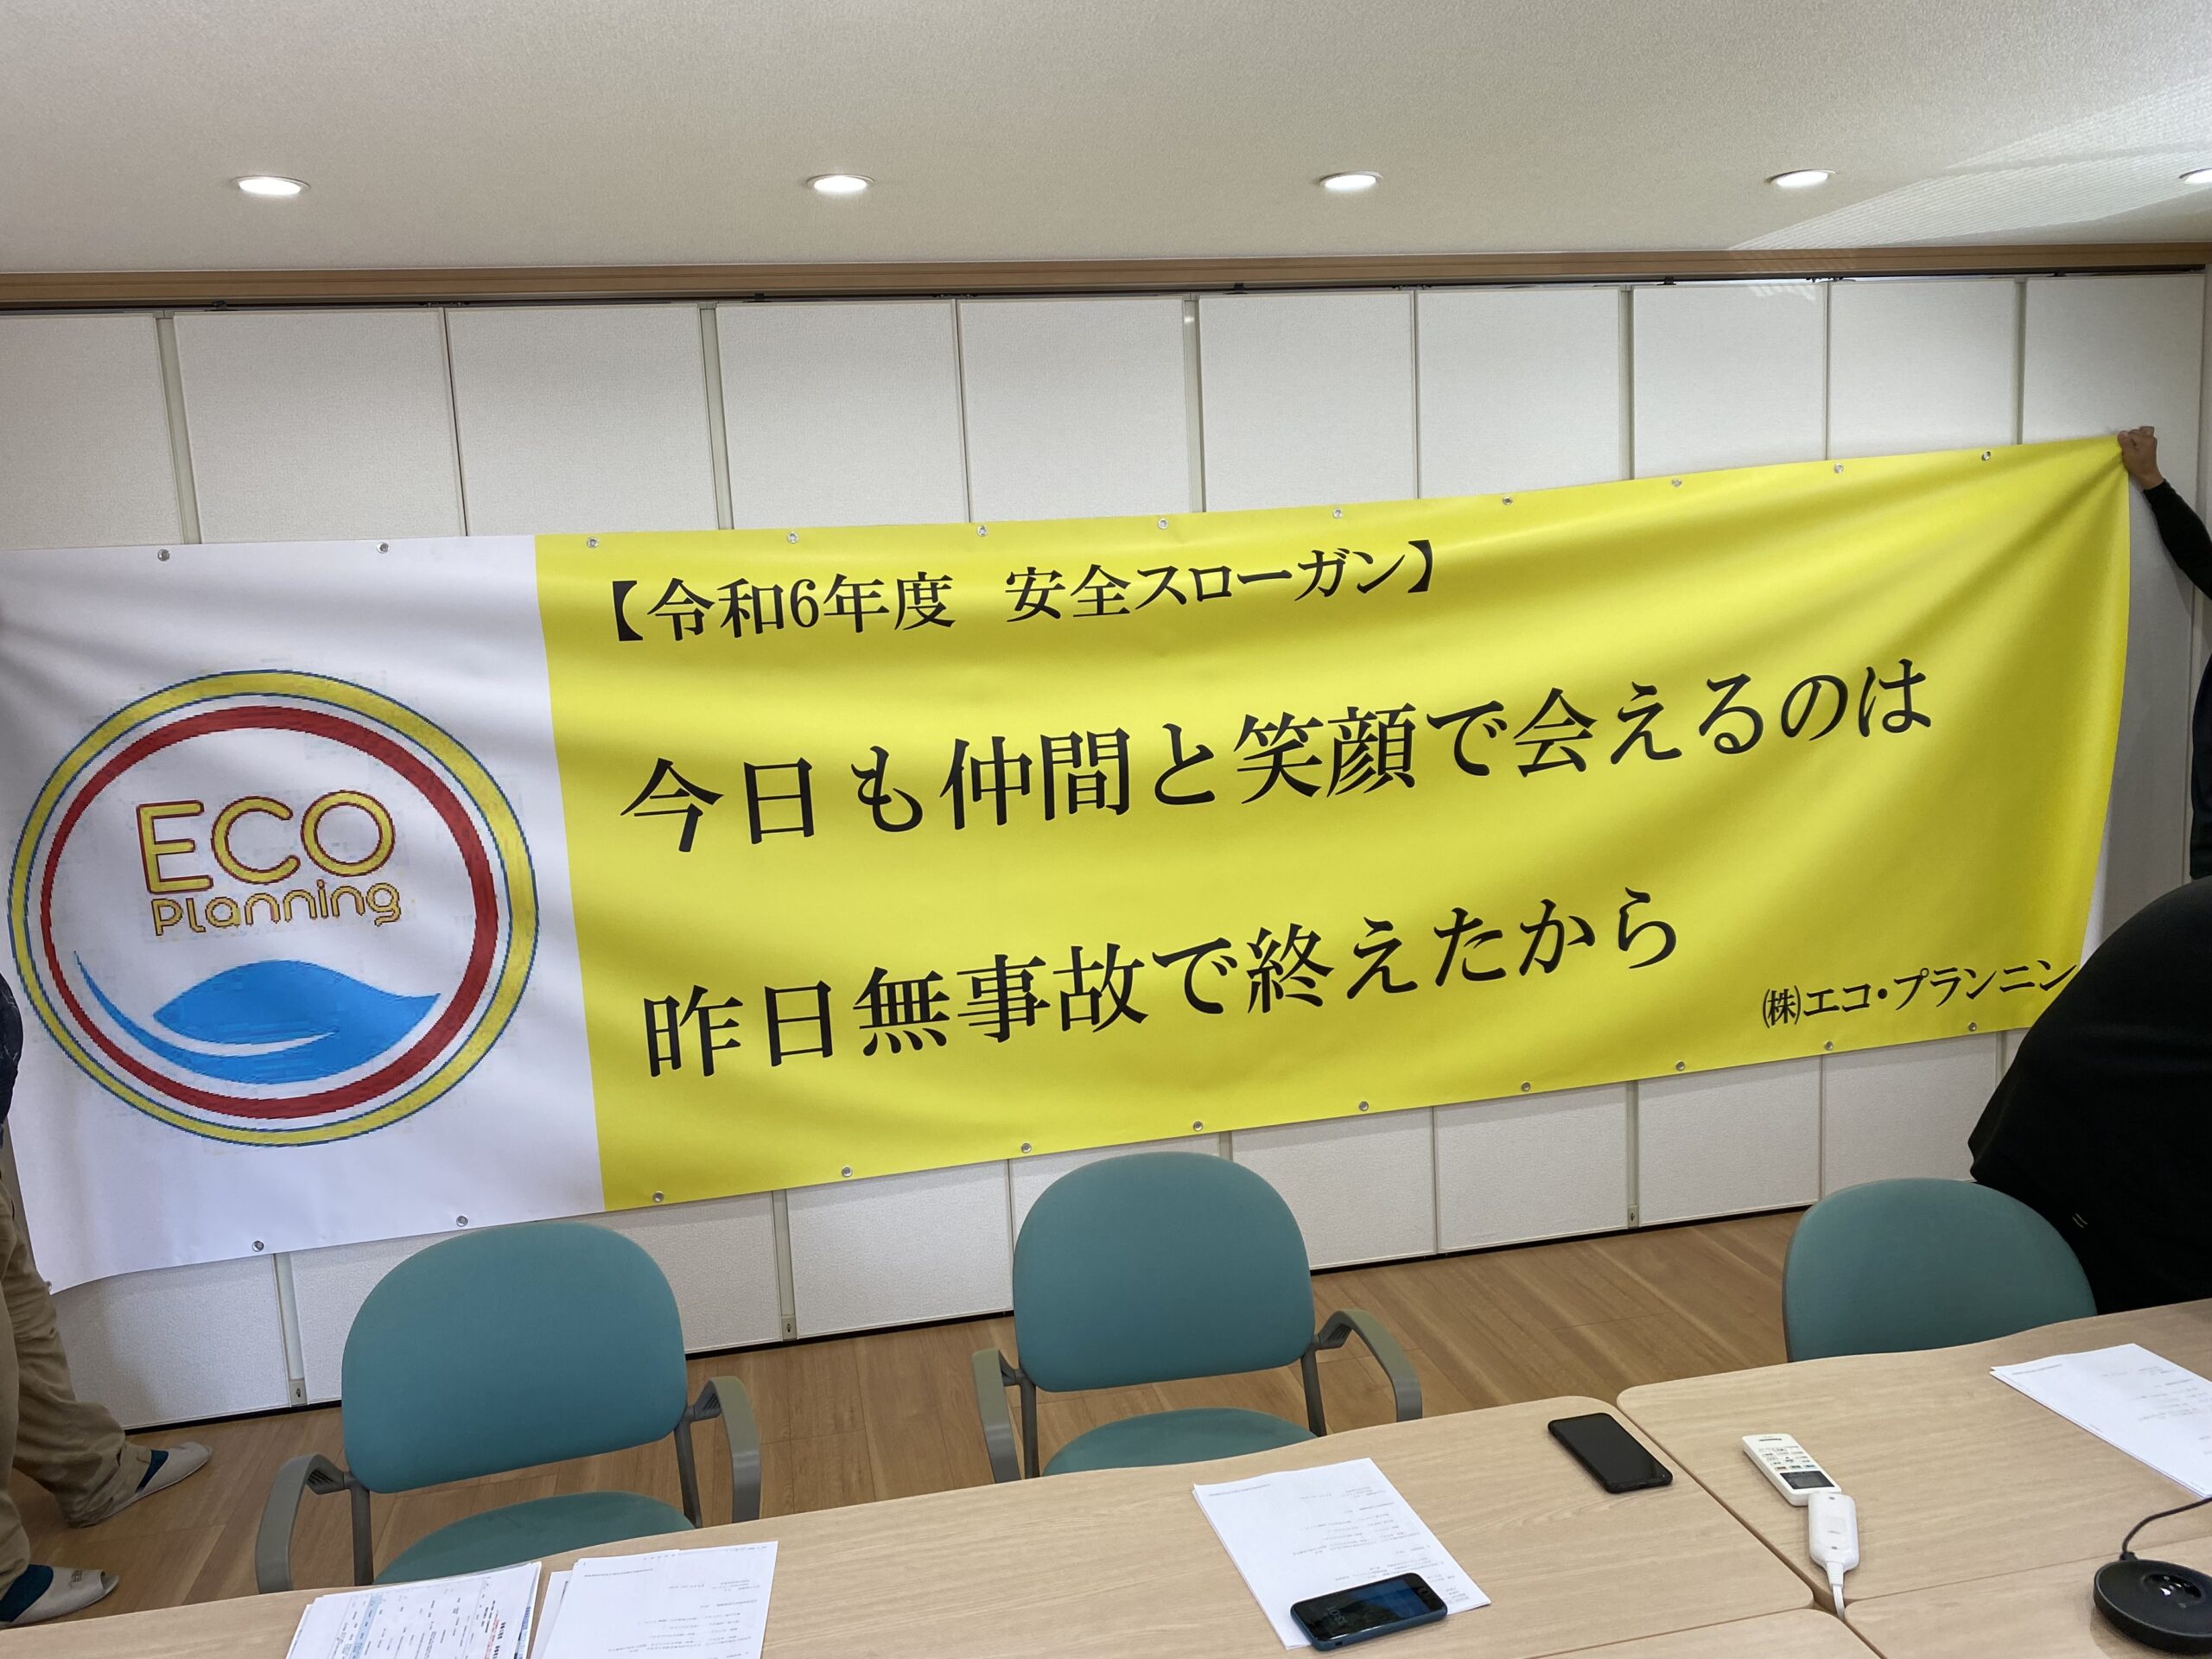 ECO
Planning
【令和6年度　安全スローガン】
今日も仲間と笑顔で会えるのは
昨日無事故で終えたから
㈱エコ・プランニン